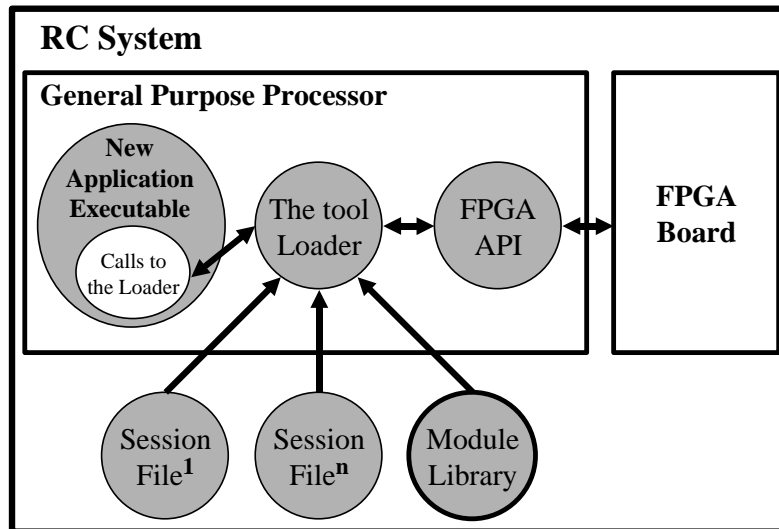 RC System
General Purpose Processor
New
Application
Executable
Calls to
the Loader
The tool
Loader
FPGA
API
FPGA
Board
Session
File1
Session
Filen
Module
Library